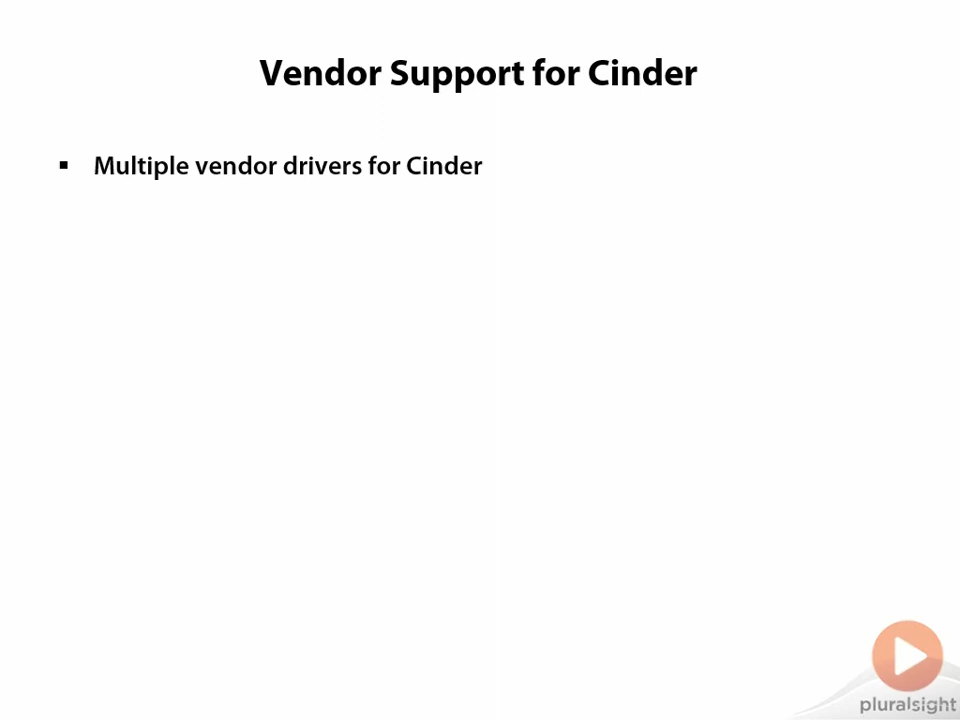 Vendor Support for Cinder
▪ Multiple vendor drivers for Cinder
pluralsight